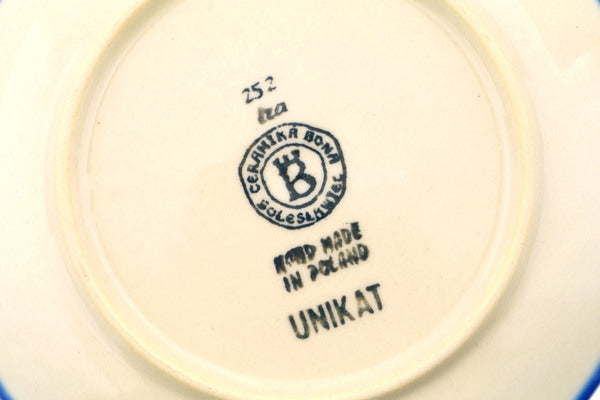 252
CERAMIKA BONA
B
BOLESŁAWIEC
HAND MADE
IN POLAND
UNIKAT